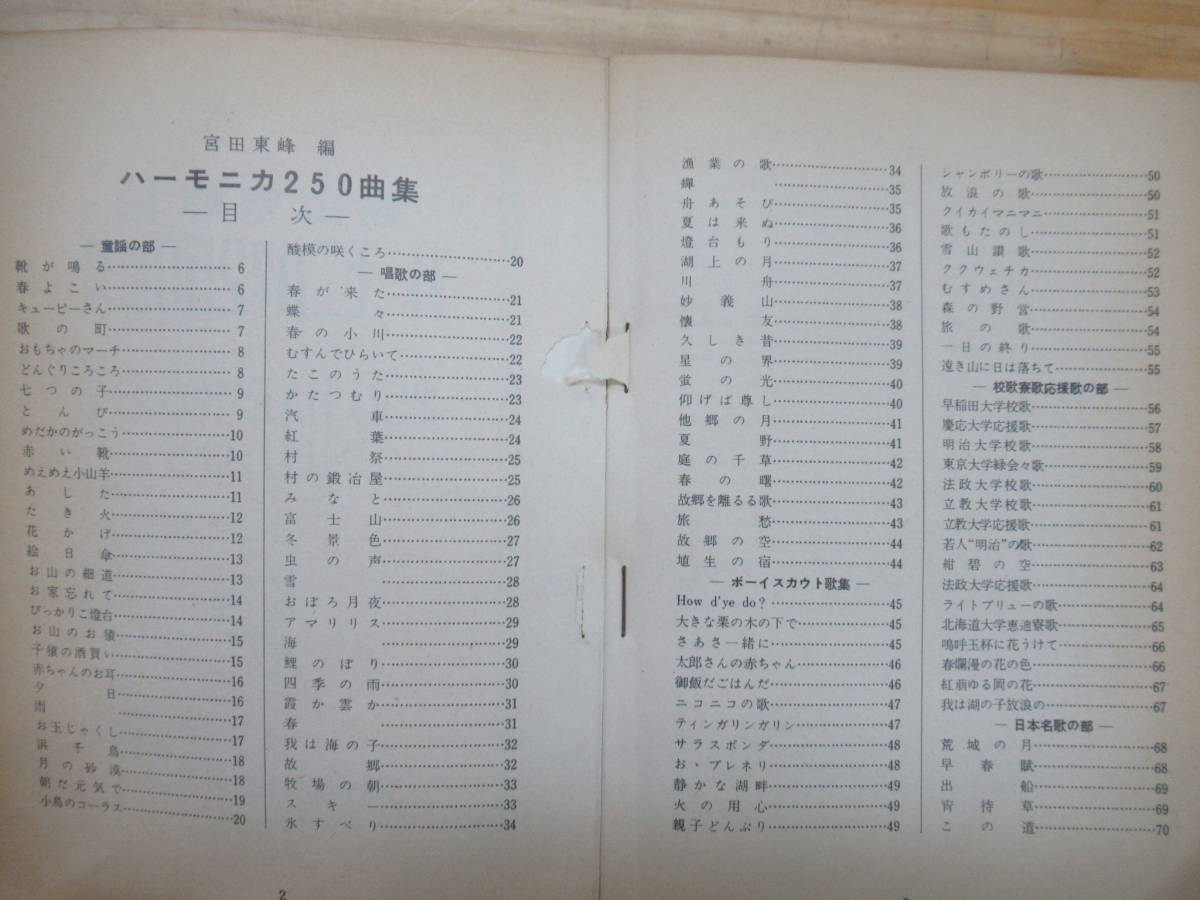 宮田東峰 編
ハーモニカ250曲集
― 目 次 ―
― 童謡の部 ―
靴が鳴る……………6
春よこい……………6
キューピーさん……………7
歌の町……………7
おもちゃのマーチ……………8
どんぐりころころ……………8
七つの子……………9
とんび……………9
めだかのがっこう……………10
赤い靴……………10
めえめえ小山羊……………11
あした……………11
たき火……………12
花かげ……………12
絵日傘……………13
お山の細道……………13
お家忘れて……………14
ぴっかりこ燈台……………14
お山のお猿……………15
子猿の酒買い……………15
赤ちゃんのお耳……………16
夕日……………16
雨……………17
お玉じゃくし……………17
浜千鳥……………18
月の砂漠……………18
朝だ元気で……………19
小鳥のコーラス……………20
酸模の咲くころ……………20
― 唱歌の部 ―
春が来た……………21
蝶々……………21
春の小川……………22
むすんでひらいて……………22
たこのうた……………23
かたつむり……………23
汽車……………24
紅葉……………24
村祭……………25
村の鍛冶屋……………25
みなと……………26
富士山……………26
冬景色……………27
虫の声……………27
雪……………28
おぼろ月夜……………28
アマリリス……………29
海……………29
鯉のぼり……………30
四季の雨……………30
霞か雲か……………31
春……………31
我は海の子……………32
故郷……………32
牧場の朝……………33
スキー……………33
氷すべり……………34
2
漁業の歌……………34
蟬……………35
舟あそび……………35
夏は来ぬ……………36
燈台もり……………36
湖上の月……………37
川舟……………37
妙義山……………38
懐友……………38
久しき昔……………39
星の界……………39
蛍の光……………40
仰げば尊し……………40
他郷の月……………41
夏野……………41
庭の千草……………42
春の曙……………42
故郷を離るる歌……………43
旅愁……………43
故郷の空……………44
埴生の宿……………44
― ボーイスカウト歌集 ―
How d'ye do?……………45
大きな栗の木の下で……………45
さあさ一緒に……………45
太郎さんの赤ちゃん……………46
御飯だごはんだ……………46
ニコニコの歌……………47
ティンガリンガリン……………47
サラスポンダ……………48
お・ブレネリ……………48
静かな湖畔……………49
火の用心……………49
親子どんぶり……………49
シャンボリーの歌……………50
放浪の歌……………50
クイカイマニマニ……………51
歌もたのし……………51
雪山讃歌……………52
ククウェチカ……………52
むすめさん……………53
森の野営……………54
旅の歌……………54
一日の終り……………55
遠き山に日は落ちて……………55
― 校歌寮歌応援歌の部 ―
早稲田大学校歌……………56
慶応大学応援歌……………57
明治大学校歌……………58
東京大学緑会々歌……………59
法政大学校歌……………60
立教大学校歌……………61
立教大学応援歌……………61
若人“明治”の歌……………62
紺碧の空……………63
法政大学応援歌……………64
ライトブリューの歌……………64
北海道大学恵迪寮歌……………65
嗚呼玉杯に花うけて……………66
春爛漫の花の色……………66
紅萠ゆる岡の花……………67
我は湖の子放浪の……………67
― 日本名歌の部 ―
荒城の月……………68
早春賦……………68
出船……………69
宵待草……………69
この道……………70